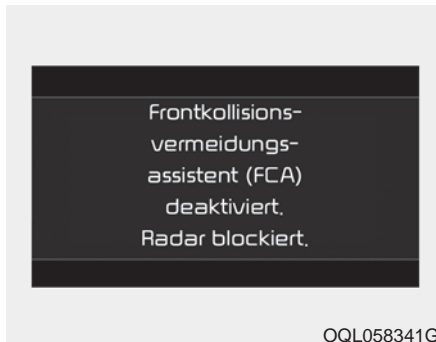 Frontkollisions-
vermeidungs-
assistent (FCA)
deaktiviert.
Radar blockiert.
OQL058341G